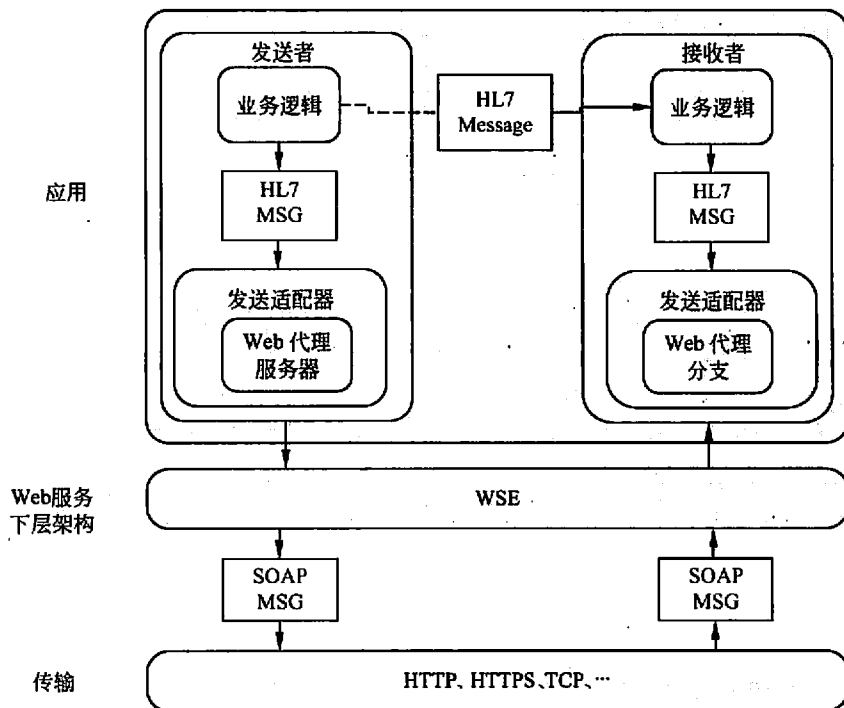 发送者
接收者
业务逻辑
HL7
Message
业务逻辑
应用
HL7
MSG
HL7
MSG
发送适配器
发送适配器
Web 代理
服务器
Web 代理
分支
Web服务
下层架构
WSE
SOAP
MSG
SOAP
MSG
传输
HTTP、HTTPS、TCP、…